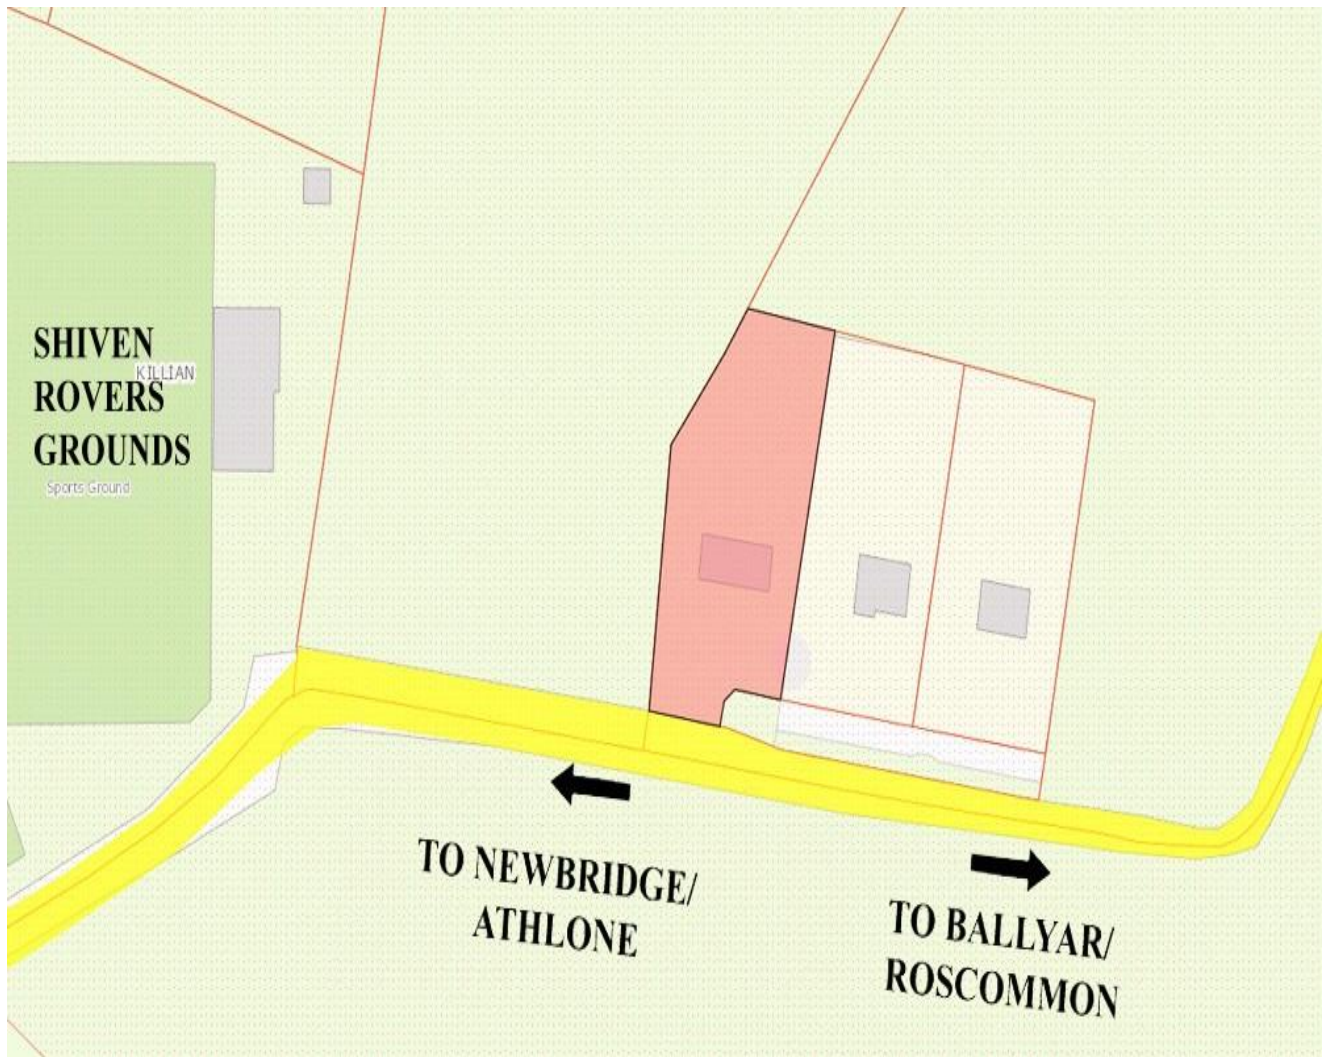 SHIVEN
KILLIAN
ROVERS
GROUNDS
Sports Ground
TO NEWBRIDGE/
ATHLONE
TO BALLYAR/
ROSCOMMON